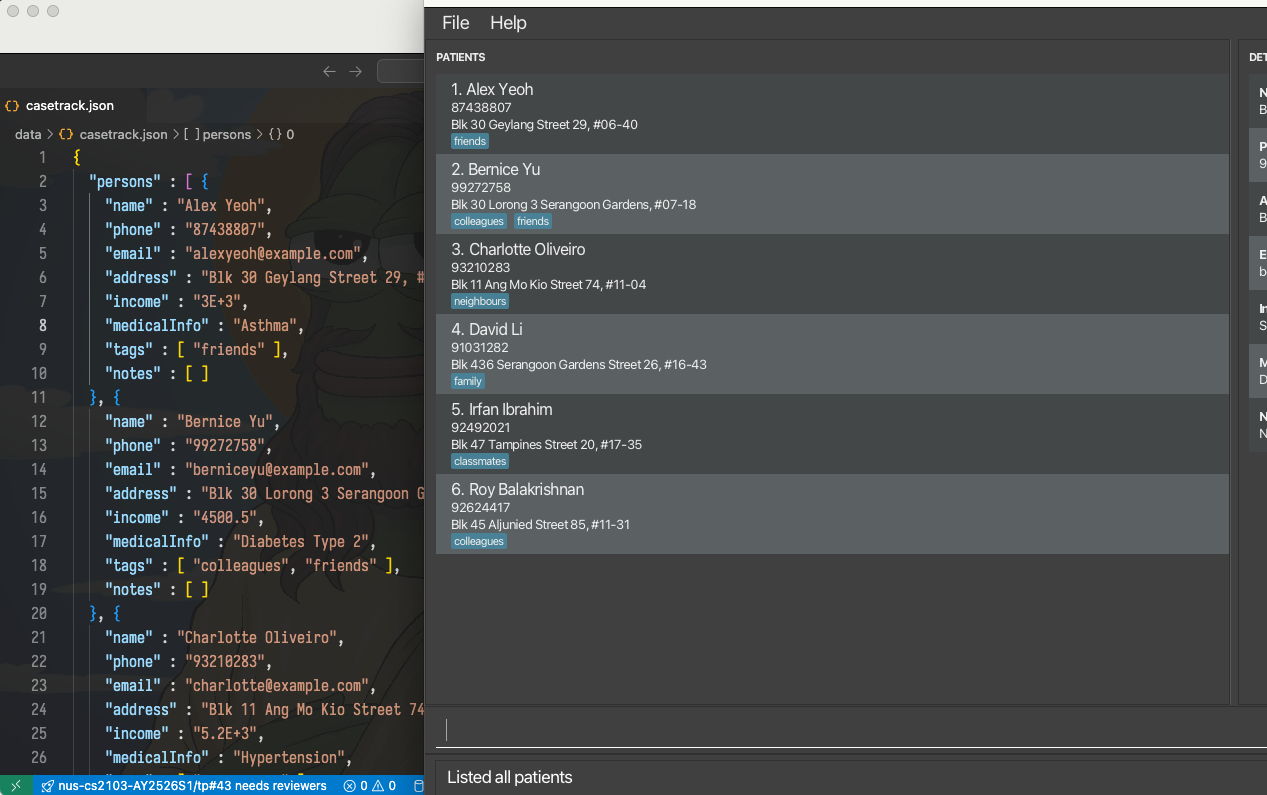 casetrack.json
data > {} casetrack.json > [ ] persons > {} 0
1 {
2 "persons" : [ {
3 "name" : "Alex Yeoh",
4 "phone" : "87438807",
5 "email" : "alexyeoh@example.com",
6 "address" : "Blk 30 Geylang Street 29, #
7 "income" : "3E+3",
8 "medicalInfo" : "Asthma",
9 "tags" : [ "friends" ],
10 "notes" : [ ]
11 }, {
12 "name" : "Bernice Yu",
13 "phone" : "99272758",
14 "email" : "berniceyu@example.com",
15 "address" : "Blk 30 Lorong 3 Serangoon G
16 "income" : "4500.5",
17 "medicalInfo" : "Diabetes Type 2",
18 "tags" : [ "colleagues", "friends" ],
19 "notes" : [ ]
20 }, {
21 "name" : "Charlotte Oliveiro",
22 "phone" : "93210283",
23 "email" : "charlotte@example.com",
24 "address" : "Blk 11 Ang Mo Kio Street 74
25 "income" : "5.2E+3",
26 "medicalInfo" : "Hypertension",
nus-cs2103-AY2526S1/tp#43 needs reviewers 0 0
File Help
PATIENTS
1. Alex Yeoh
87438807
Blk 30 Geylang Street 29, #06-40
friends
2. Bernice Yu
99272758
Blk 30 Lorong 3 Serangoon Gardens, #07-18
colleagues friends
3. Charlotte Oliveiro
93210283
Blk 11 Ang Mo Kio Street 74, #11-04
neighbours
4. David Li
91031282
Blk 436 Serangoon Gardens Street 26, #16-43
family
5. Irfan Ibrahim
92492021
Blk 47 Tampines Street 20, #17-35
classmates
6. Roy Balakrishnan
92624417
Blk 45 Aljunied Street 85, #11-31
colleagues
Listed all patients